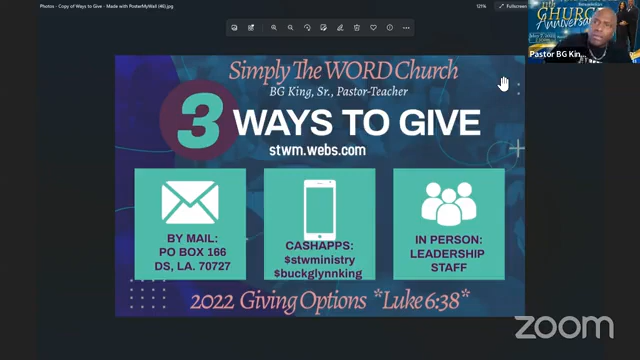 Photos - Copy of Ways to Give - Made with PosterMyWall (46).jpg
121%
Fullscreen
CHURCH
Anniversary
Pastor BG Kin...
Simply The WORD Church
BG King, Sr., Pastor-Teacher
3 WAYS TO GIVE
stwm.webs.com
BY MAIL:
PO BOX 166
DS, LA. 70727
CASHAPPS:
$stwministry
$buckglynnking
IN PERSON:
LEADERSHIP
STAFF
2022 Giving Options *Luke 6:38*
zoom